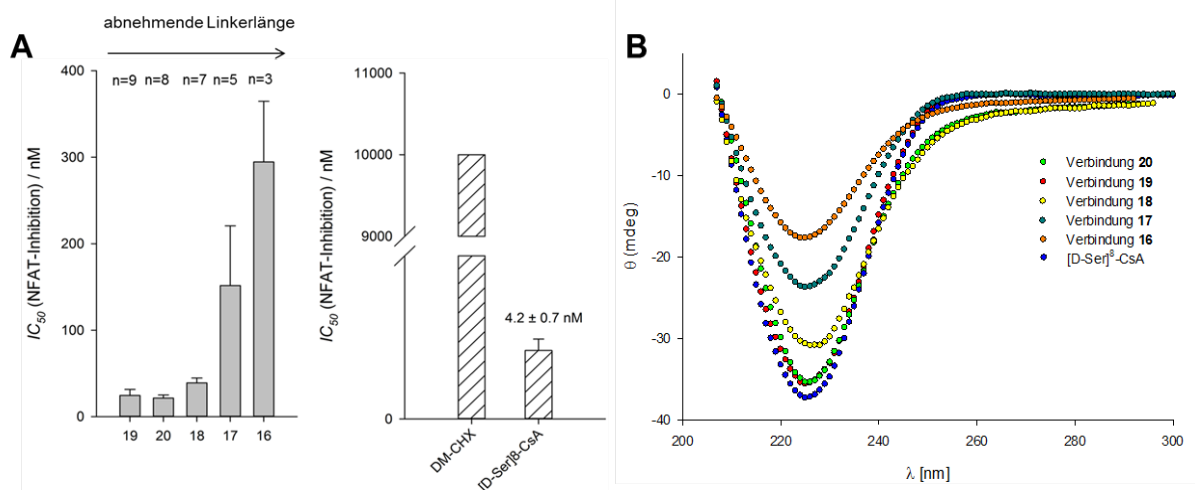 A
abnehmende Linkerlänge
n=9 n=8 n=7 n=5 n=3
400
300
200
100
0
IC50 (NFAT-Inhibition) / nM
19 20 18 17 16
11000
10000
9000
0
IC50 (NFAT-Inhibition) / nM
4.2 ± 0.7 nM
DM-CHX
[D-Ser]8-CsA
B
0
-10
-20
-30
-40
θ (mdeg)
200 220 240 260 280 300
λ [nm]
Verbindung 20
Verbindung 19
Verbindung 18
Verbindung 17
Verbindung 16
[D-Ser]⁸-CsA